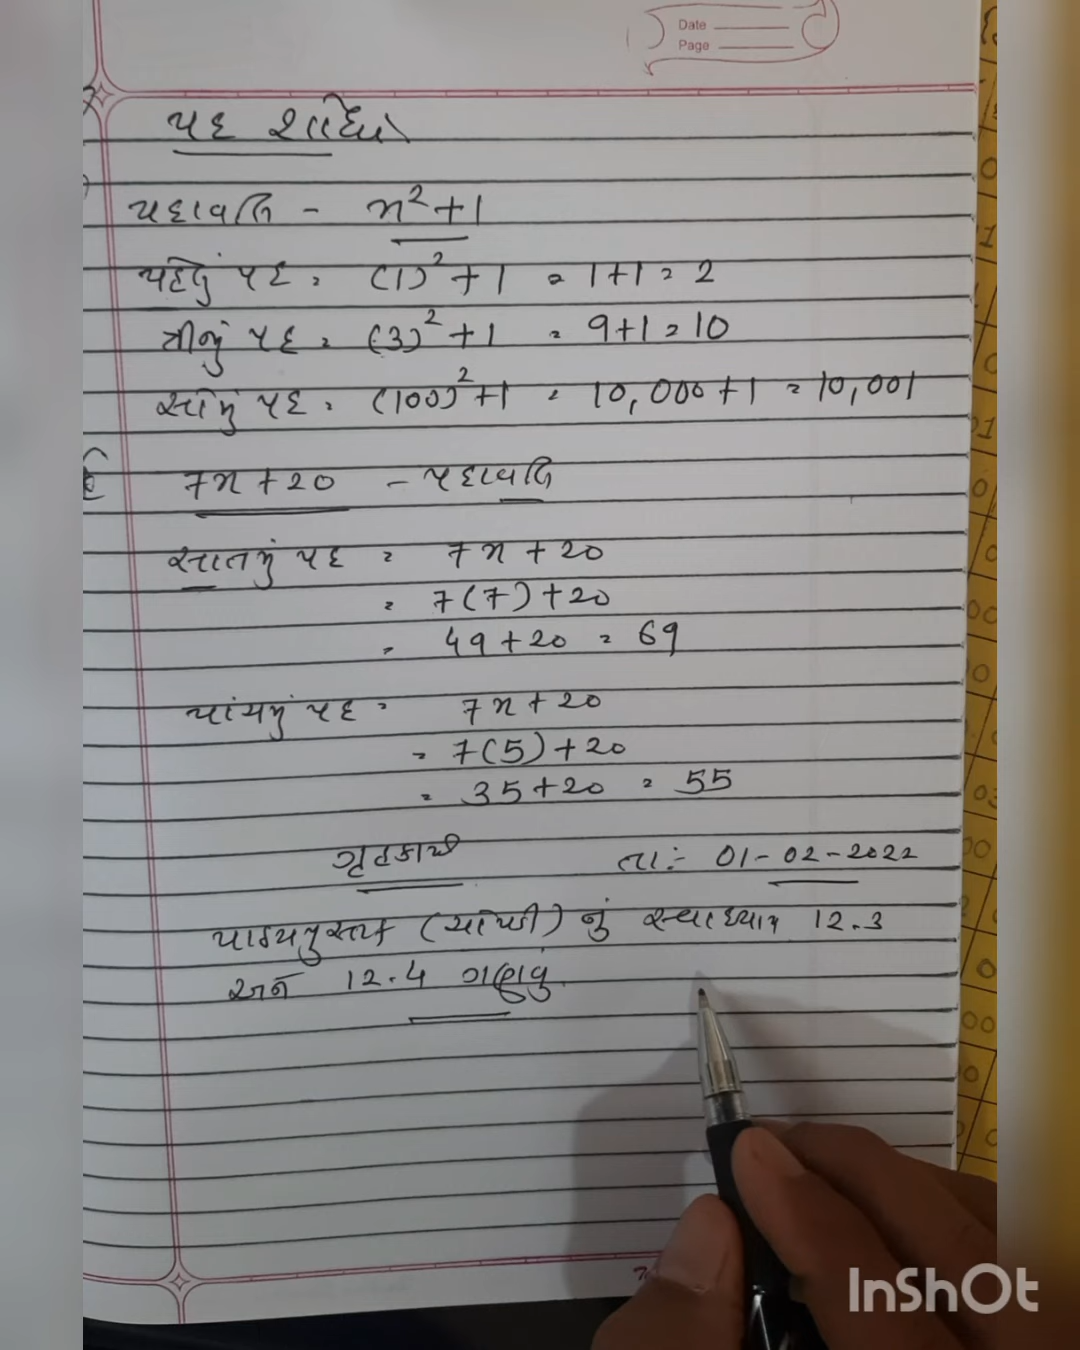 Date
Page
પદ શોધો
પદાવલિ - n² + 1
પહેલું પદ = (1)² + 1 = 1 + 1 = 2
ત્રીજું પદ = (3)² + 1 = 9 + 1 = 10
સોમું પદ = (100)² + 1 = 10,000 + 1 = 10,001
7n + 20 - પદાવલિ
સાતમું પદ = 7n + 20
= 7(7) + 20
= 49 + 20 = 69
પાંચમું પદ = 7n + 20
= 7(5) + 20
= 35 + 20 = 55
ગૃહકાર્ય તા:- 01-02-2022
પાઠ્યપુસ્તક (ચોપડી) નું સ્વાધ્યાય 12.3
અને 12.4 ગણવું.
InShOt